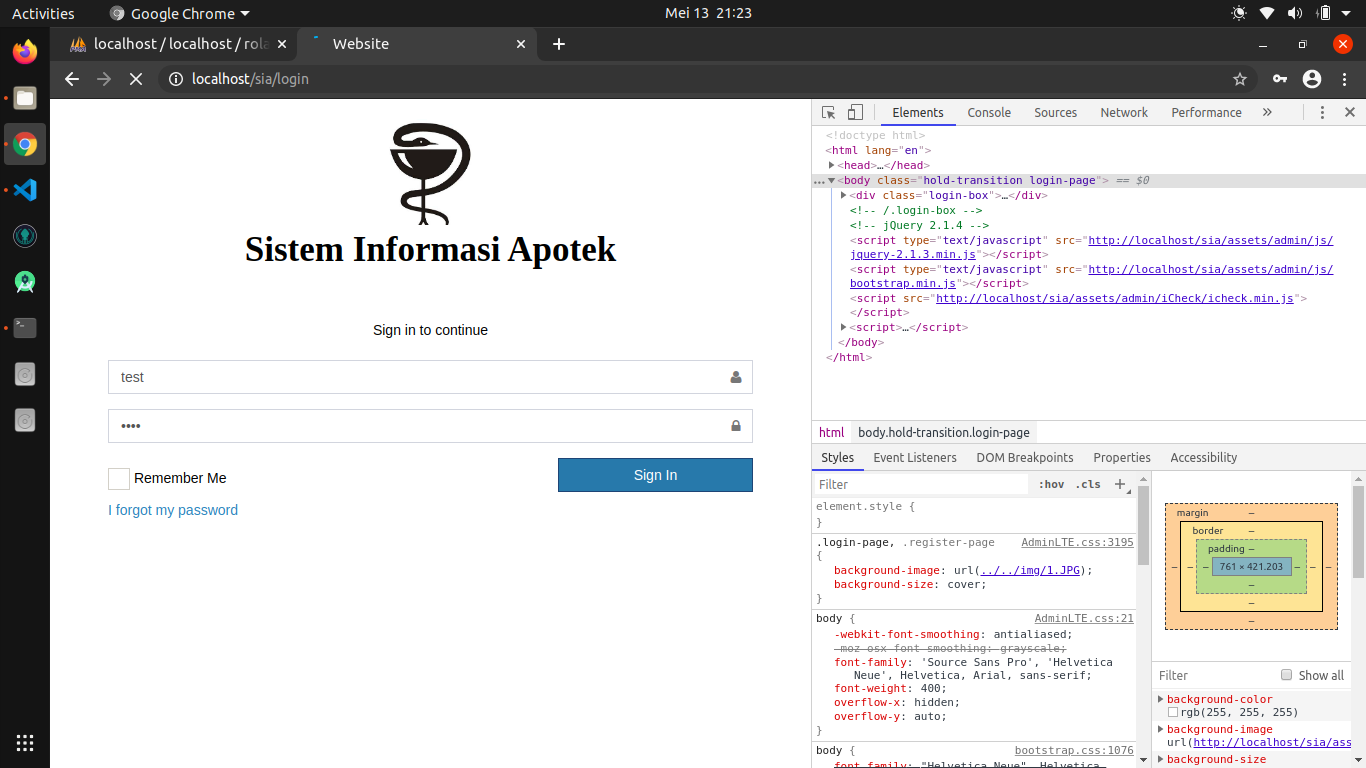 Activities
Google Chrome
Mei 13 21:23
localhost / localhost / rola
Website
localhost/sia/login
Sistem Informasi Apotek
Sign in to continue
test
••••
Remember Me
Sign In
I forgot my password
Elements
Console
Sources
Network
Performance
<!doctype html>
<html lang="en">
<head>…</head>
<body class="hold-transition login-page"> == $0
<div class="login-box">…</div>
<!-- /.login-box -->
<!-- jQuery 2.1.4 -->
<script type="text/javascript" src="http://localhost/sia/assets/admin/js/
jquery-2.1.3.min.js"></script>
<script type="text/javascript" src="http://localhost/sia/assets/admin/js/
bootstrap.min.js"></script>
<script src="http://localhost/sia/assets/admin/iCheck/icheck.min.js">
</script>
<script>…</script>
</body>
</html>
html
body.hold-transition.login-page
Styles
Event Listeners
DOM Breakpoints
Properties
Accessibility
Filter
:hov
.cls
element.style {
}
.login-page, .register-page
AdminLTE.css:3195
{
background-image: url(../../img/1.JPG);
background-size: cover;
}
body {
AdminLTE.css:21
-webkit-font-smoothing: antialiased;
-moz-osx-font-smoothing: grayscale;
font-family: 'Source Sans Pro', 'Helvetica
Neue', Helvetica, Arial, sans-serif;
font-weight: 400;
overflow-x: hidden;
overflow-y: auto;
}
body {
bootstrap.css:1076
font-family: "Helvetica Neue", Helvetica,
margin
–
border
–
padding
–
– – – 761 × 421.203 – – –
–
–
–
Filter
Show all
background-color
rgb(255, 255, 255)
background-image
url(http://localhost/sia/ass
background-size